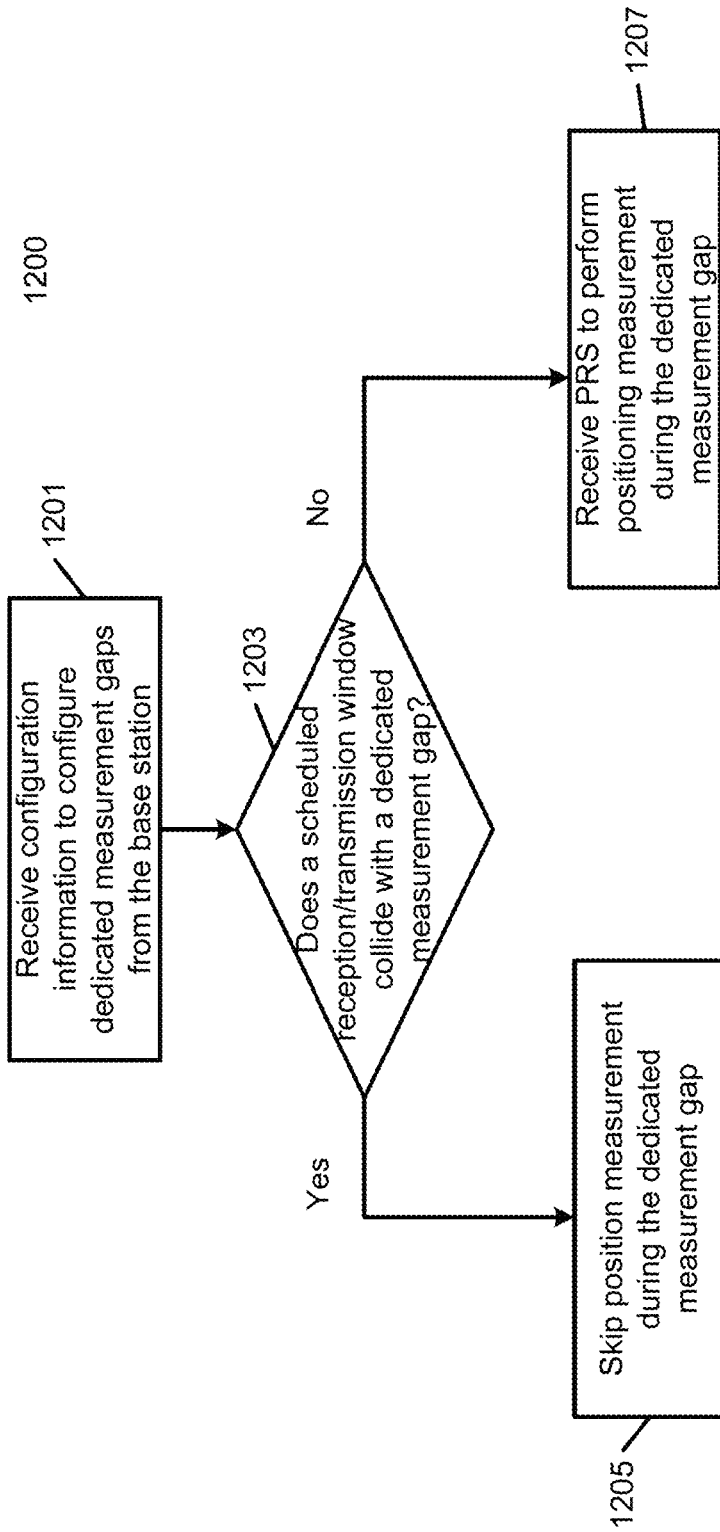 1200
Receive configuration
information to configure
dedicated measurement gaps
from the base station
1201
Does a scheduled
reception/transmission window
collide with a dedicated
measurement gap?
1203
Yes
No
Skip position measurement
during the dedicated
measurement gap
1205
Receive PRS to perform
positioning measurement
during the dedicated
measurement gap
1207